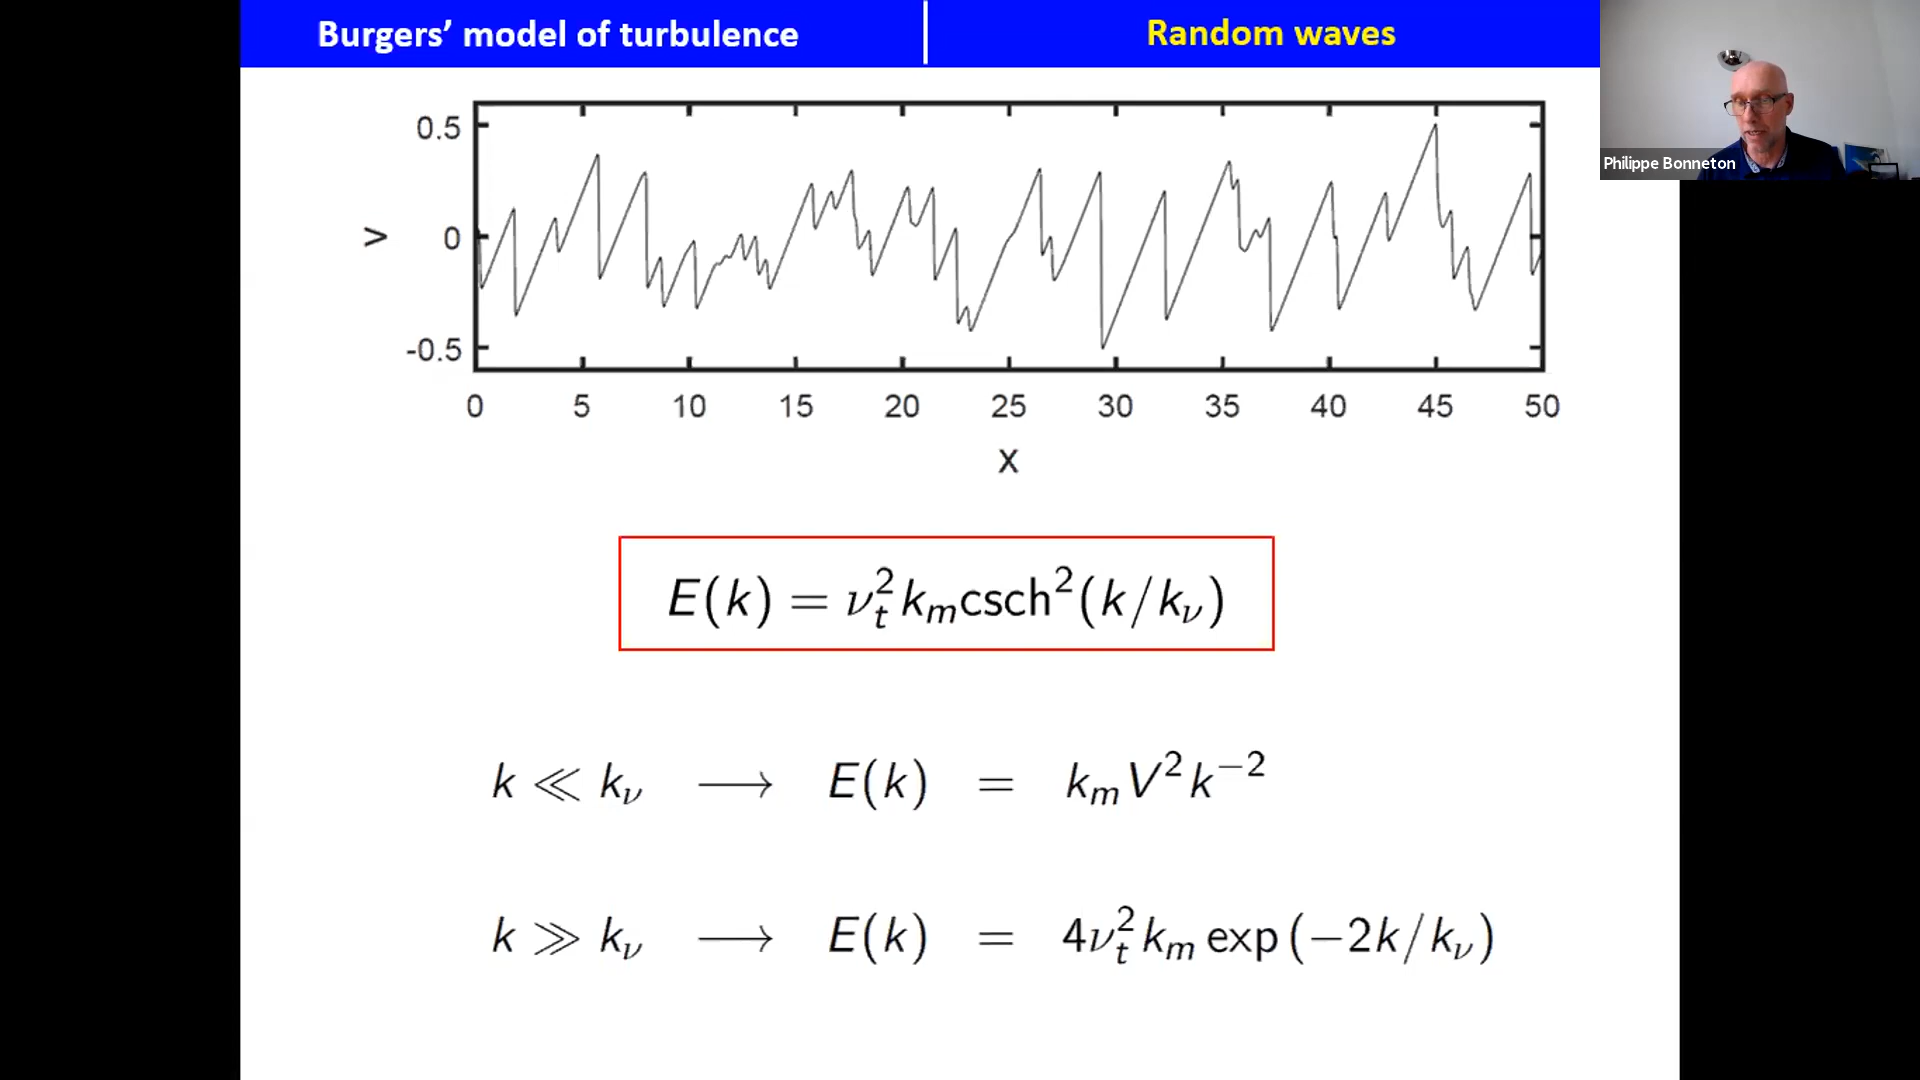 Burgers’ model of turbulence
Random waves
Philippe Bonneton
0.5
0
-0.5
v
0 5 10 15 20 25 30 35 40 45 50
x
E(k) = ν_t^2 k_m csch^2(k/k_ν)
k ≪ k_ν ⟶ E(k) = k_m V^2 k^{-2}
k ≫ k_ν ⟶ E(k) = 4ν_t^2 k_m exp(−2k/k_ν)